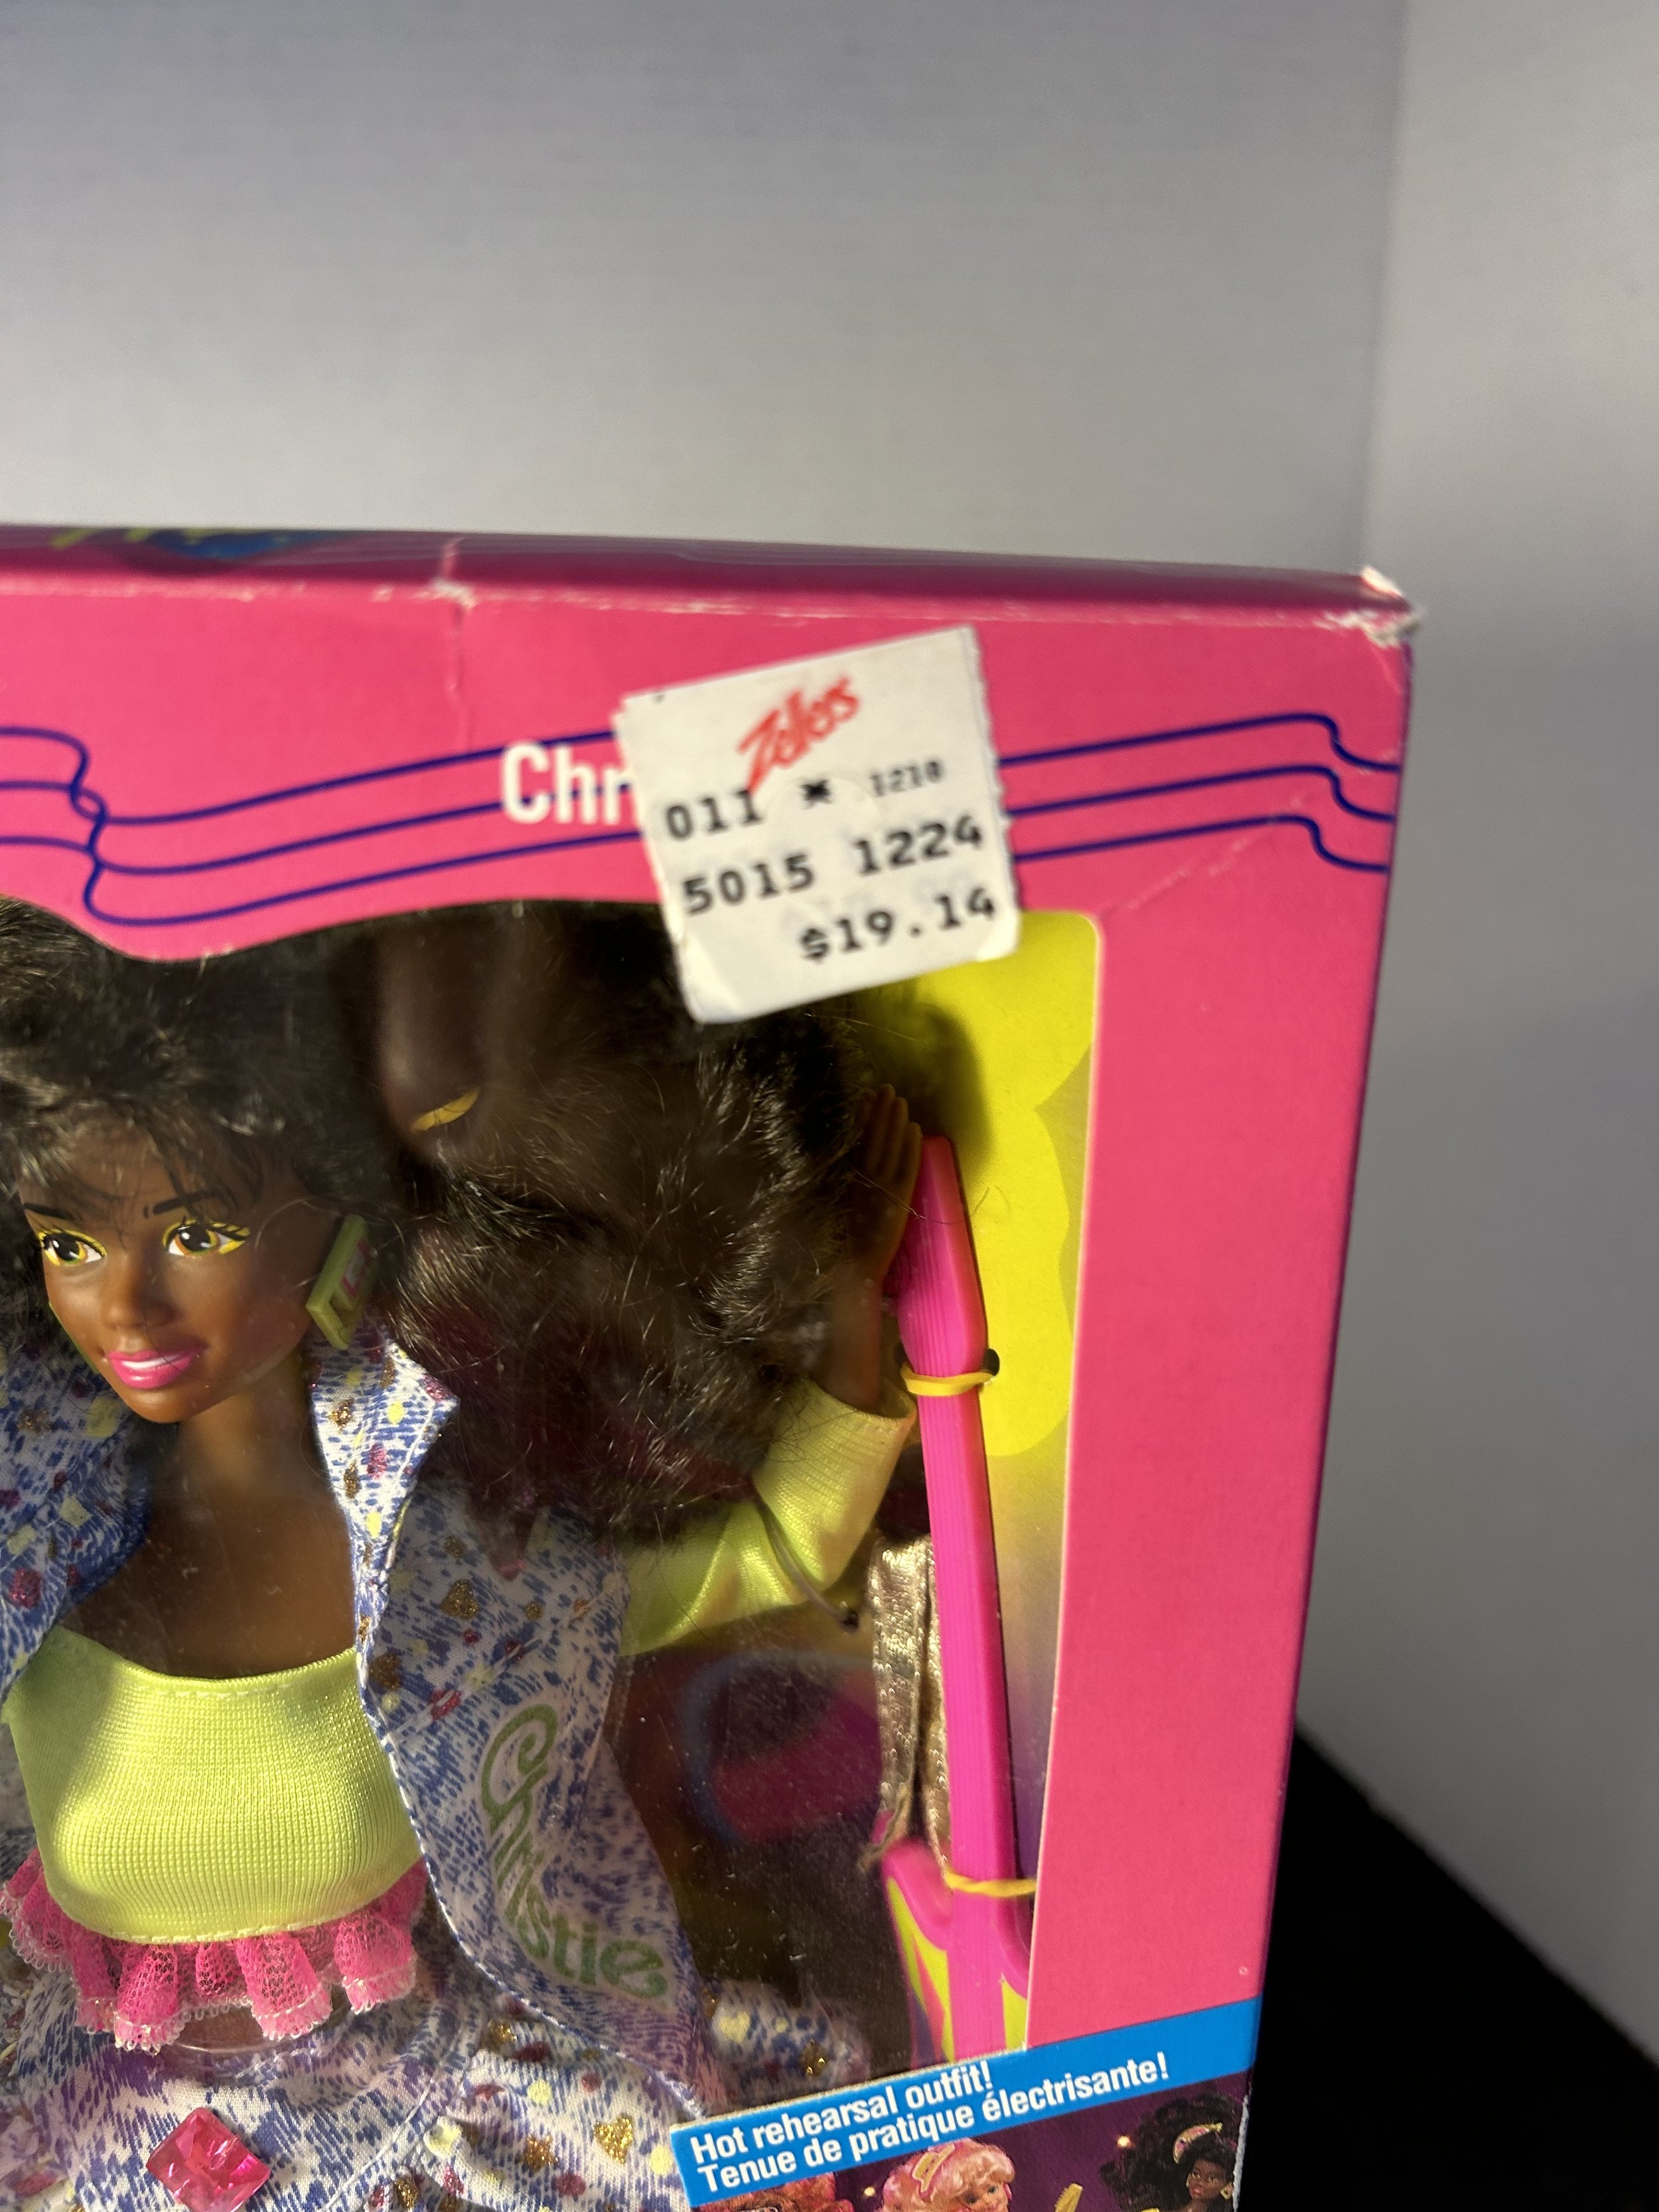 Zellers
Chr
011 * 1210
5015 1224
$19.14
Christie
Hot rehearsal outfit!
Tenue de pratique électrisante!